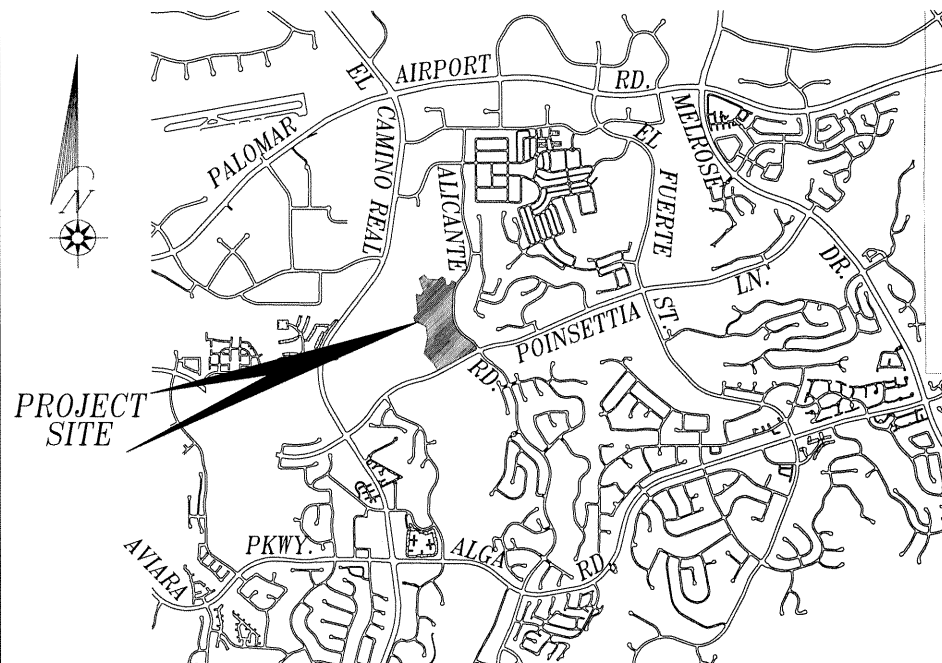 EL CAMINO REAL
PALOMAR AIRPORT RD.
MELROSE DR.
EL FUERTE ST.
ALICANTE RD.
POINSETTIA LN.
N
PROJECT
SITE
AVIARA PKWY.
ALGA RD